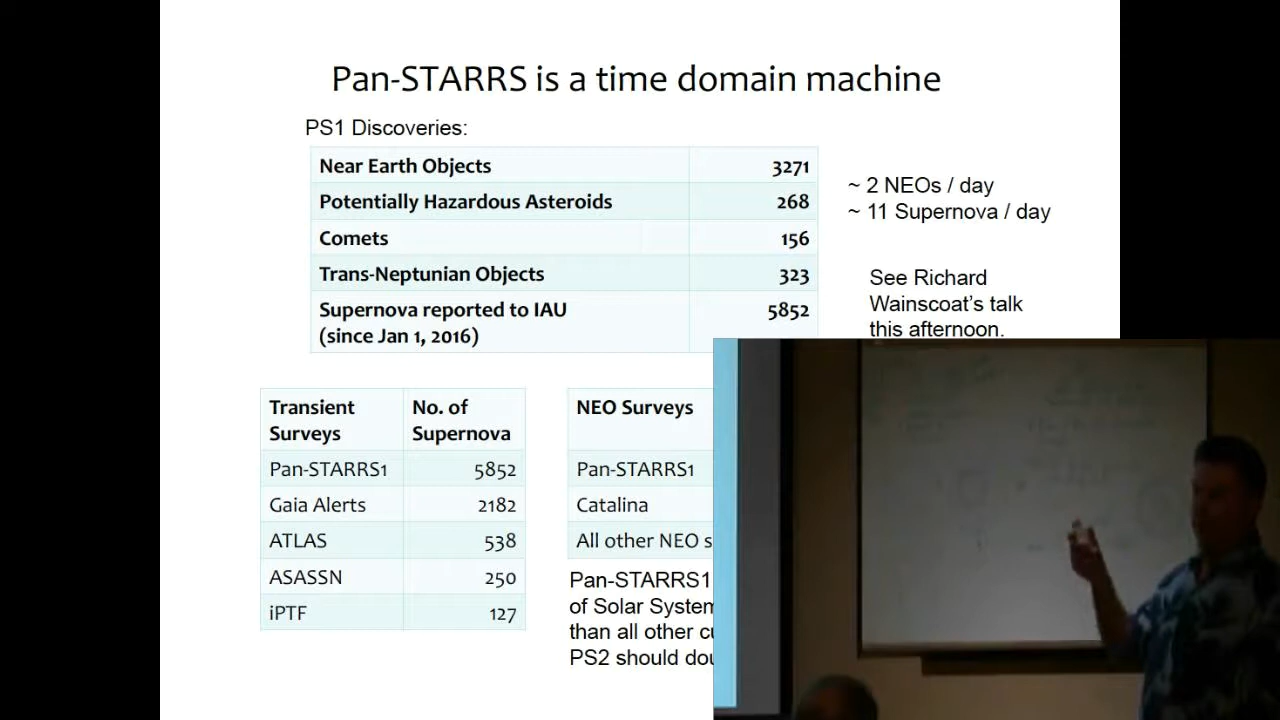 Pan-STARRS is a time domain machine
PS1 Discoveries:
Near Earth Objects 3271
Potentially Hazardous Asteroids 268
Comets 156
Trans-Neptunian Objects 323
Supernova reported to IAU 5852
(since Jan 1, 2016)
~ 2 NEOs / day
~ 11 Supernova / day
See Richard
Wainscoat's talk
this afternoon.
Transient No. of
Surveys Supernova
Pan-STARRS1 5852
Gaia Alerts 2182
ATLAS 538
ASASSN 250
iPTF 127
NEO Surveys
Pan-STARRS1
Catalina
All other NEO s
Pan-STARRS1
of Solar System
than all other cu
PS2 should dou